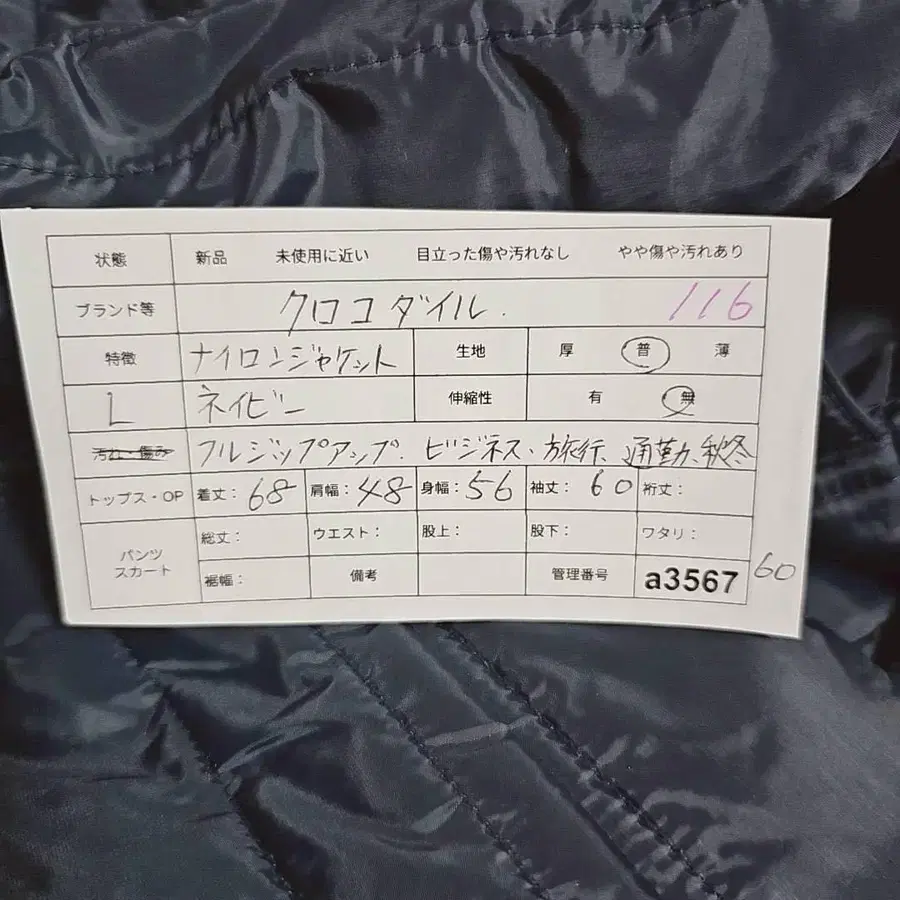 状態 新品 未使用に近い 目立った傷や汚れなし やや傷や汚れあり
ブランド等 クロコダイル. 116
特徴 ナイロンジャケット 生地 厚 普 薄
L ネイビー 伸縮性 有 無
汚れ・傷み フルジップアップ、ビジネス、旅行、通勤、秋冬
トップス・OP 着丈: 68 肩幅: 48 身幅: 56 袖丈: 60 裄丈:
パンツ スカート 総丈: ウエスト: 股上: 股下: ワタリ:
裾幅: 備考 管理番号 a3567 60